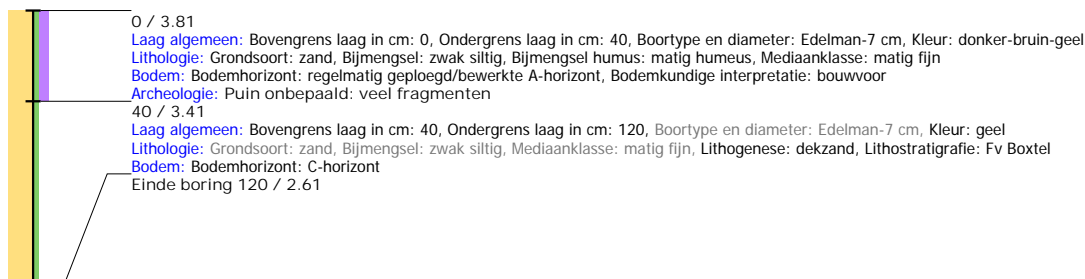 0 / 3.81
Laag algemeen: Bovengrens laag in cm: 0, Ondergrens laag in cm: 40, Boortype en diameter: Edelman-7 cm, Kleur: donker-bruin-geel
Lithologie: Grondsoort: zand, Bijmengsel: zwak siltig, Bijmengsel humus: matig humeus, Mediaanklasse: matig fijn
Bodem: Bodemhorizont: regelmatig geploegd/bewerkte A-horizont, Bodemkundige interpretatie: bouwvoor
Archeologie: Puin onbepaald: veel fragmenten
40 / 3.41
Laag algemeen: Bovengrens laag in cm: 40, Ondergrens laag in cm: 120, Boortype en diameter: Edelman-7 cm, Kleur: geel
Lithologie: Grondsoort: zand, Bijmengsel: zwak siltig, Mediaanklasse: matig fijn, Lithogenese: dekzand, Lithostratigrafie: Fv Boxtel
Bodem: Bodemhorizont: C-horizont
Einde boring 120 / 2.61